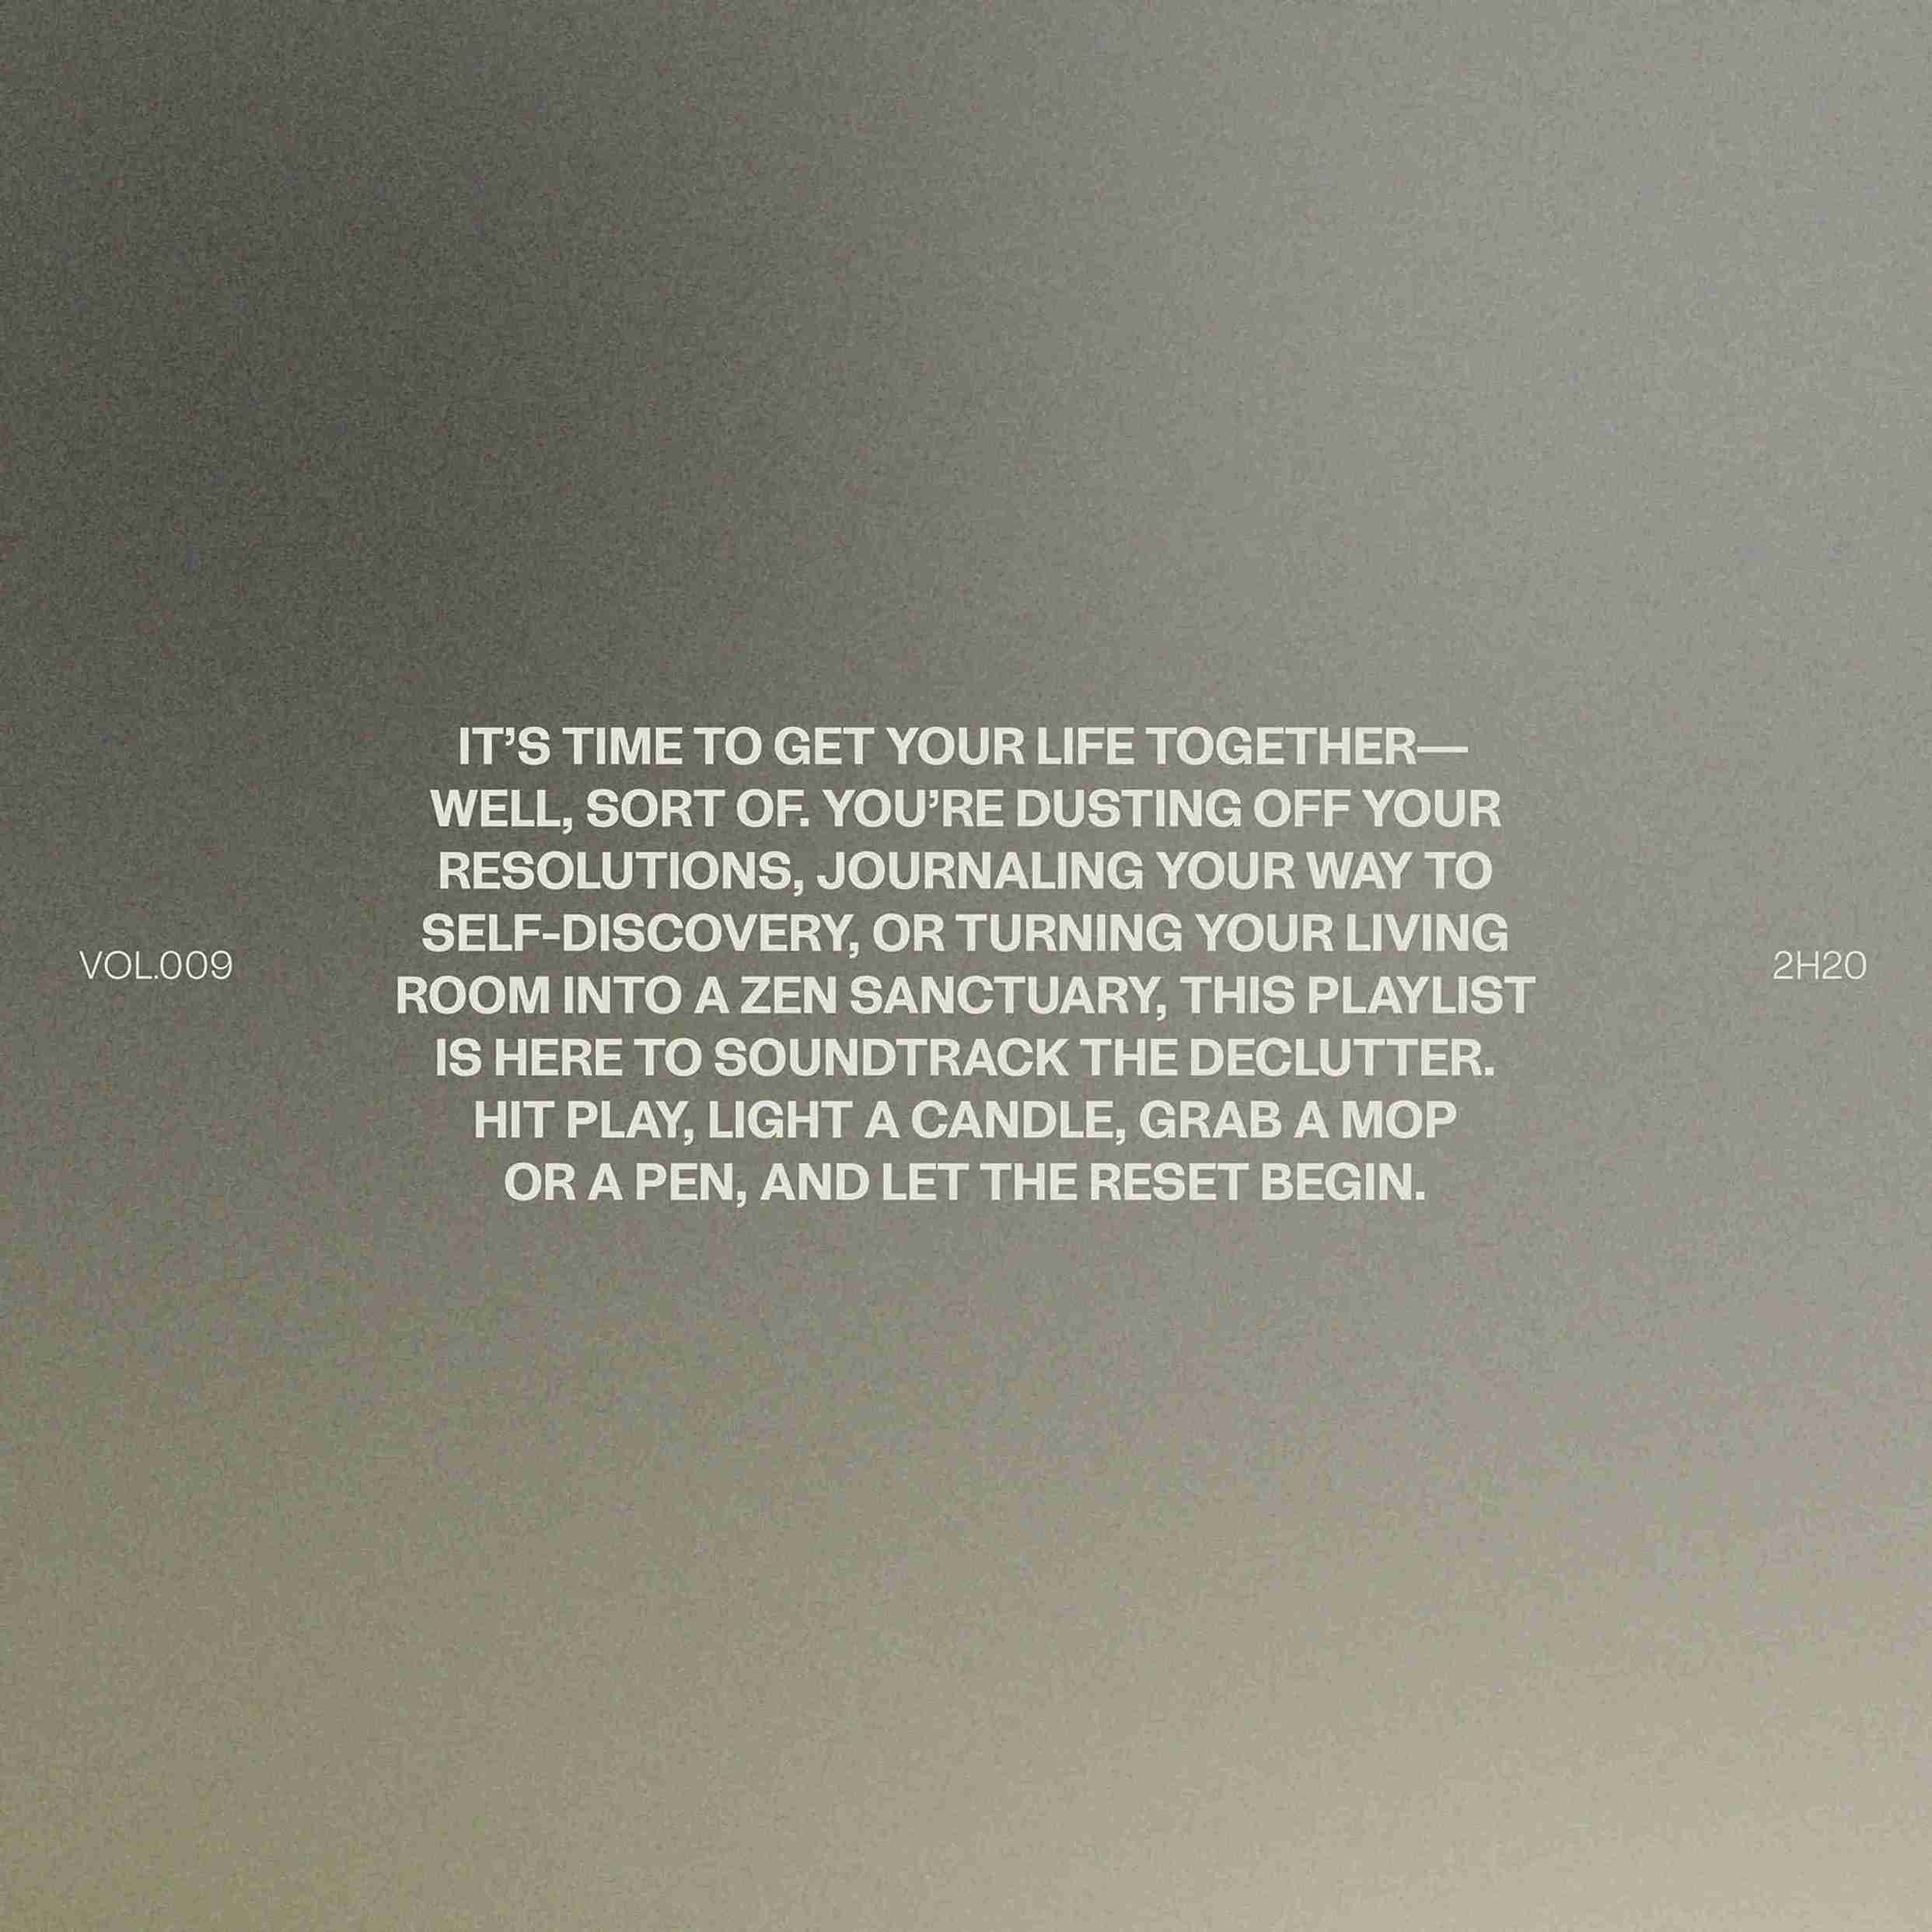 IT’S TIME TO GET YOUR LIFE TOGETHER—
WELL, SORT OF. YOU’RE DUSTING OFF YOUR
RESOLUTIONS, JOURNALING YOUR WAY TO
SELF-DISCOVERY, OR TURNING YOUR LIVING
ROOM INTO A ZEN SANCTUARY, THIS PLAYLIST
IS HERE TO SOUNDTRACK THE DECLUTTER.
HIT PLAY, LIGHT A CANDLE, GRAB A MOP
OR A PEN, AND LET THE RESET BEGIN.
VOL.009
2H20